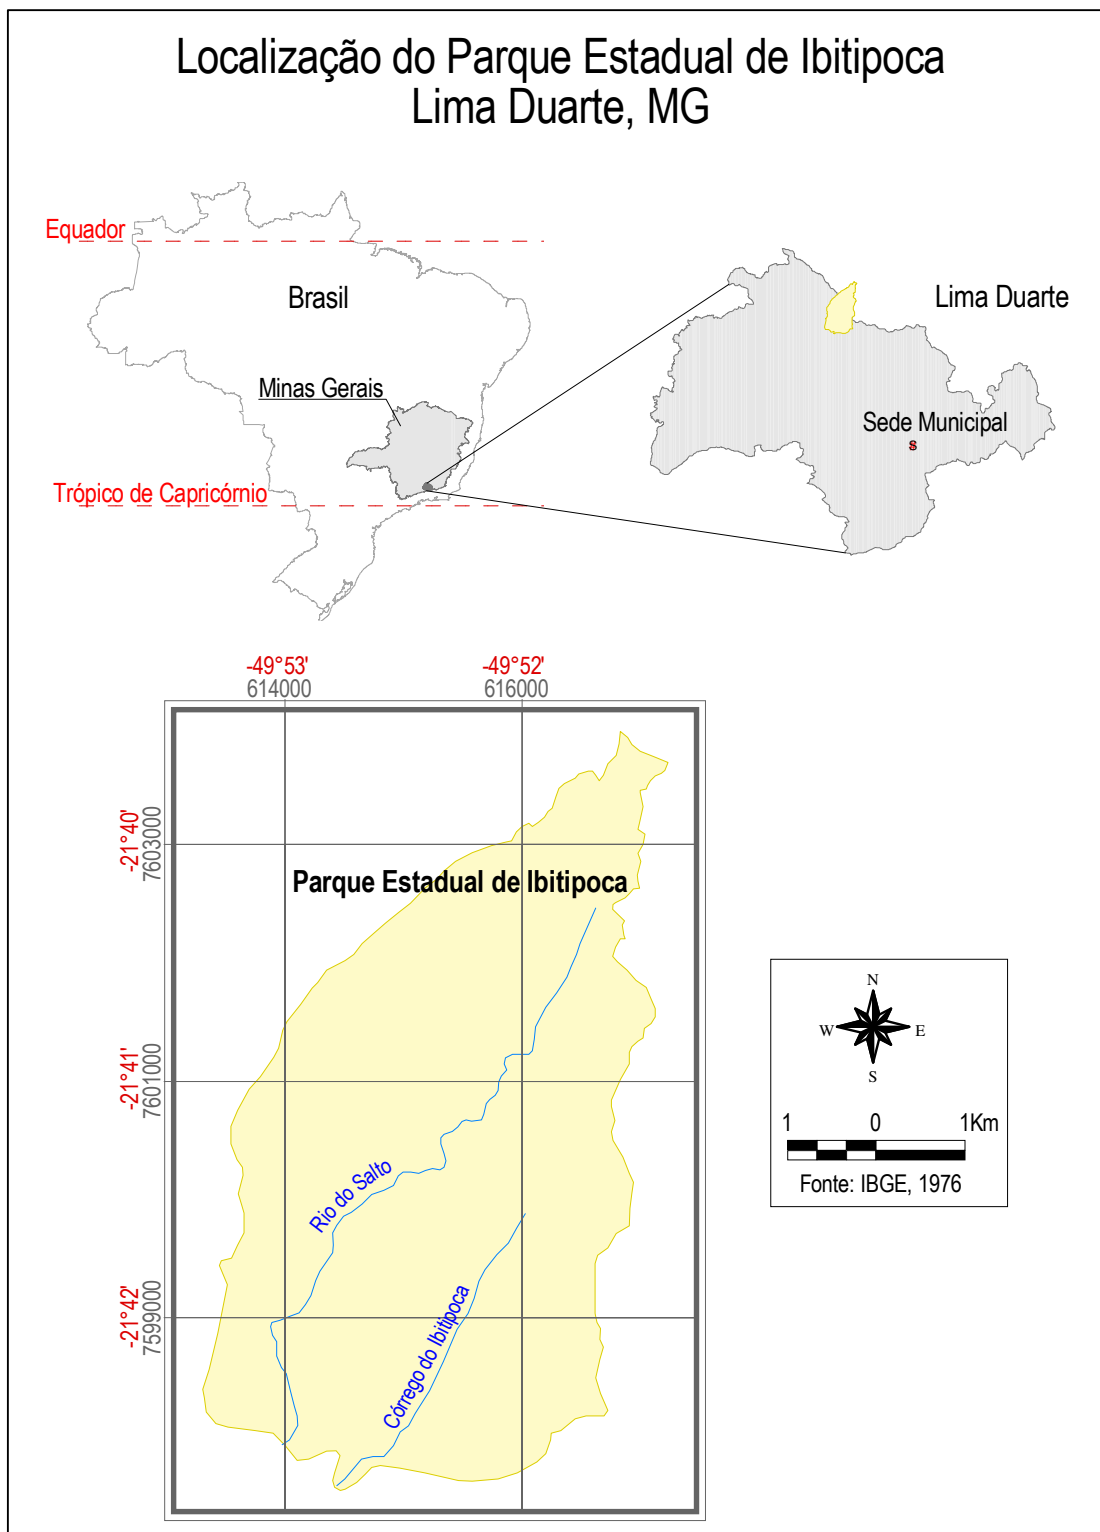 Localização do Parque Estadual de Ibitipoca
Lima Duarte, MG
Equador
Brasil
Lima Duarte
Minas Gerais
Sede Municipal
S
Trópico de Capricórnio
-49°53'
-49°52'
614000
616000
-21°40'
7603000
Parque Estadual de Ibitipoca
-21°41'
7601000
Rio do Salto
-21°42'
7599000
Córrego do Ibitipoca
N
W
E
S
1
0
1Km
Fonte: IBGE, 1976